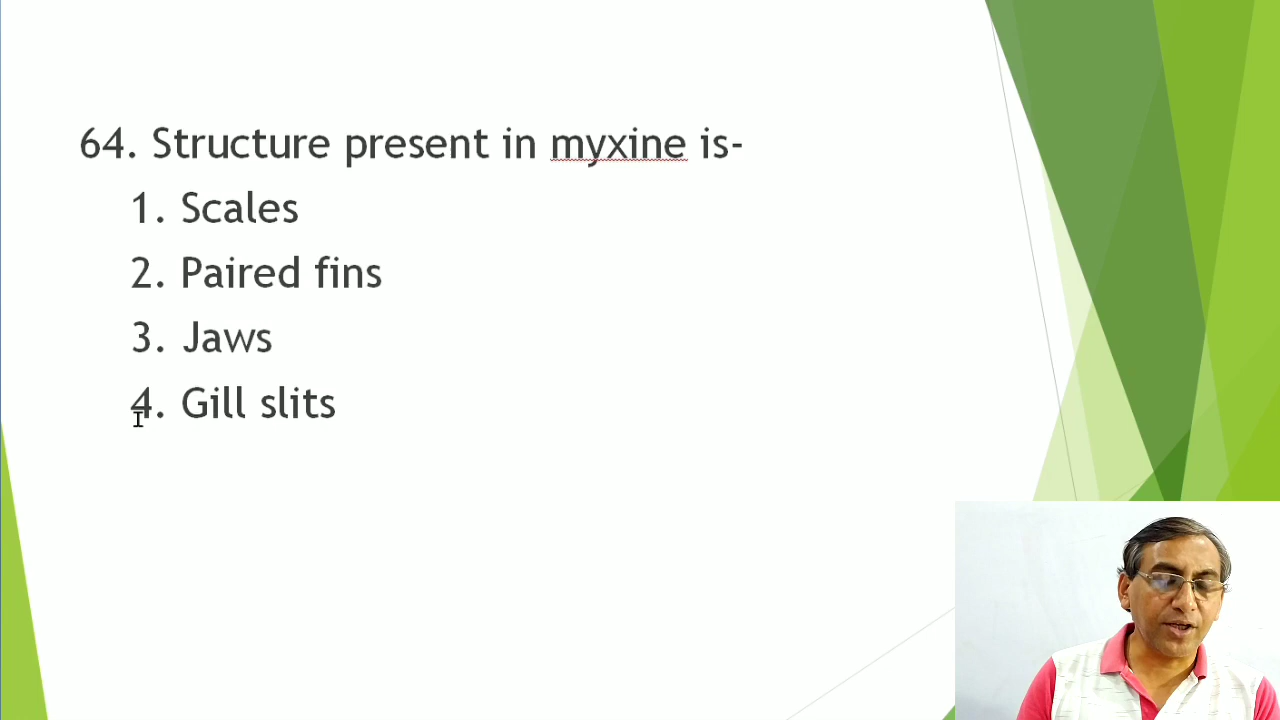 64. Structure present in myxine is-
1. Scales
2. Paired fins
3. Jaws
4. Gill slits